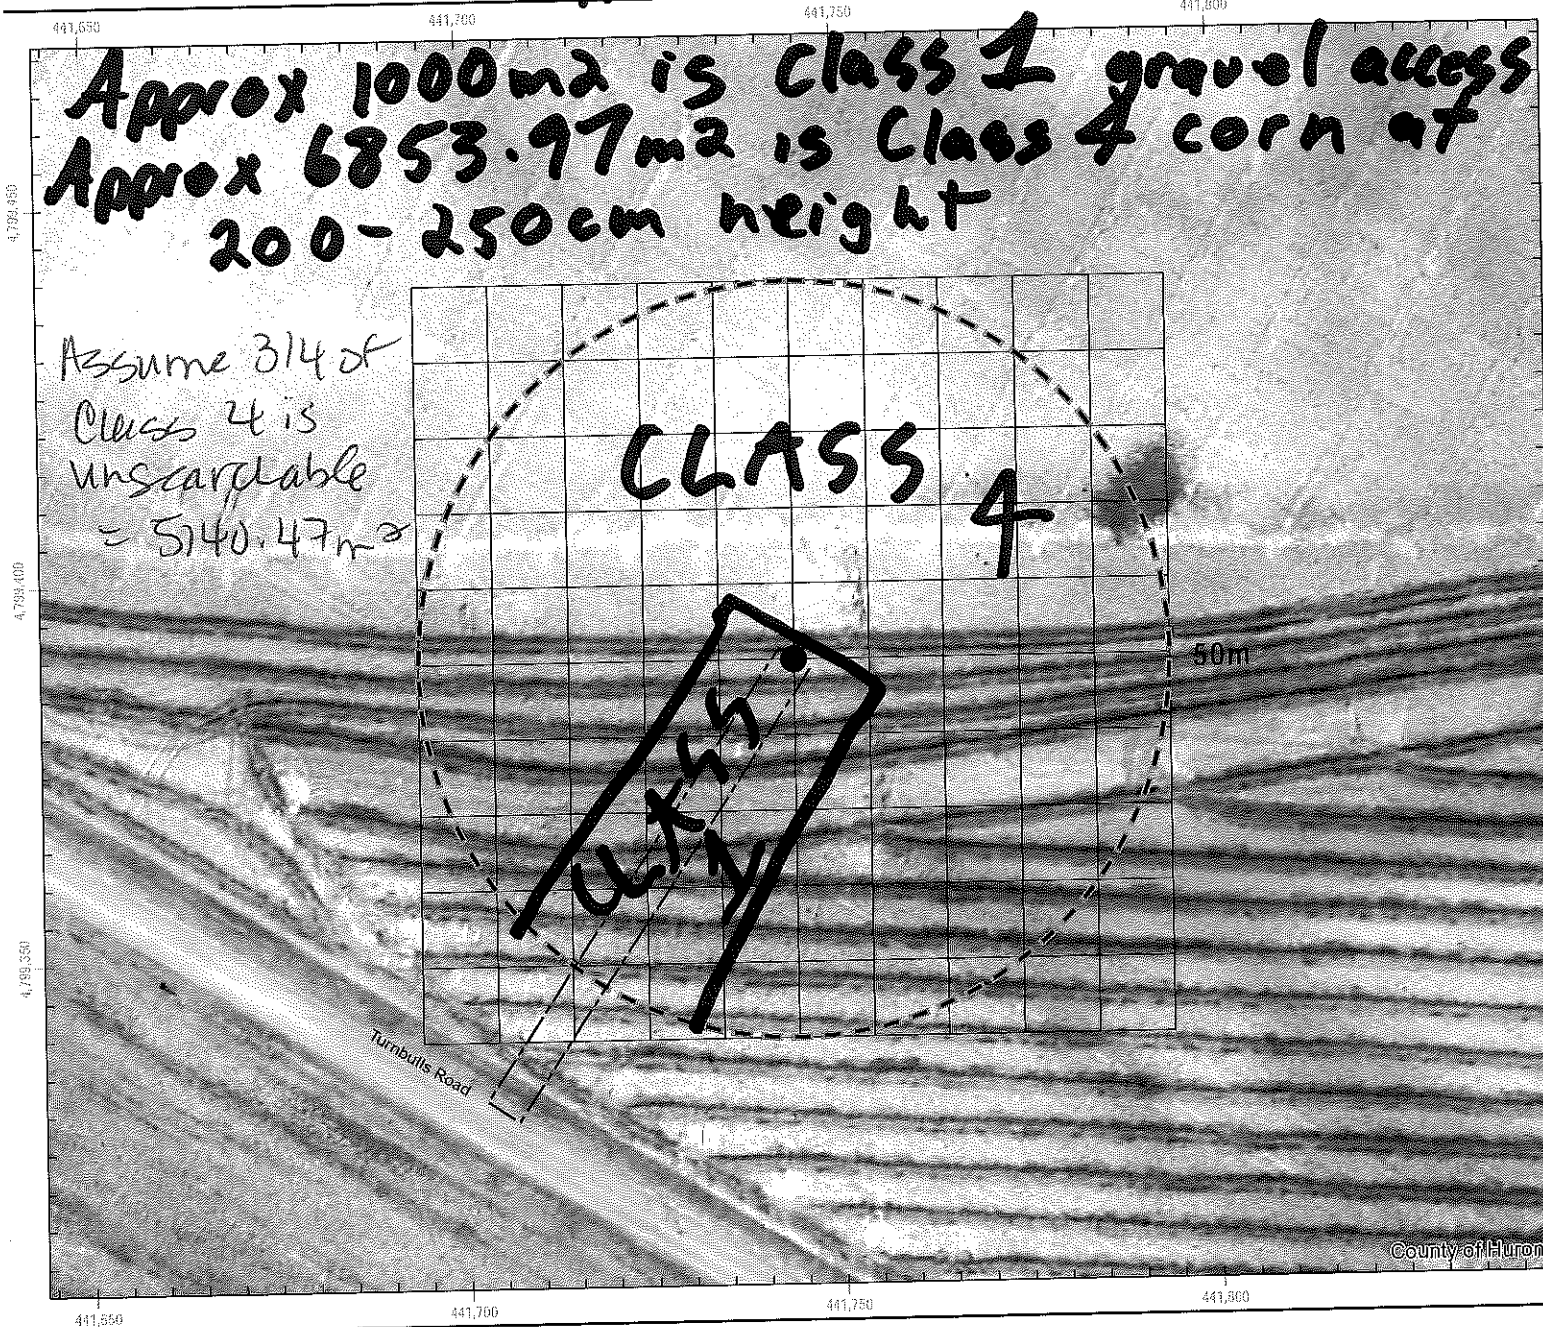 441,650 441,700 441,750 441,800
Approx 1000m2 is Class 1 gravel access
Approx 6853.97m2 is Class 4 corn at
200-250cm height
4,799,450
Assume 3/4 of
Class 4 is
unsearchable
= 5140.47m2
CLASS
4
4,799,400
50m
CLASS
1
4,799,350
Turnbulls Road
County of Huron
441,650 441,700 441,750 441,800